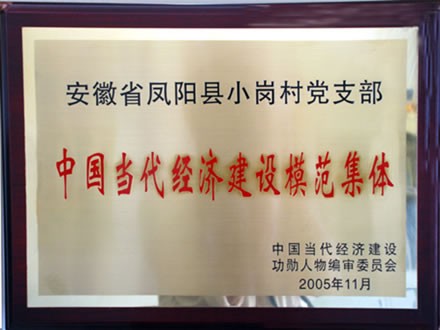 安徽省凤阳县小岗村党支部
中国当代经济建设模范集体
中国当代经济建设
功勋人物编审委员会
2005年11月